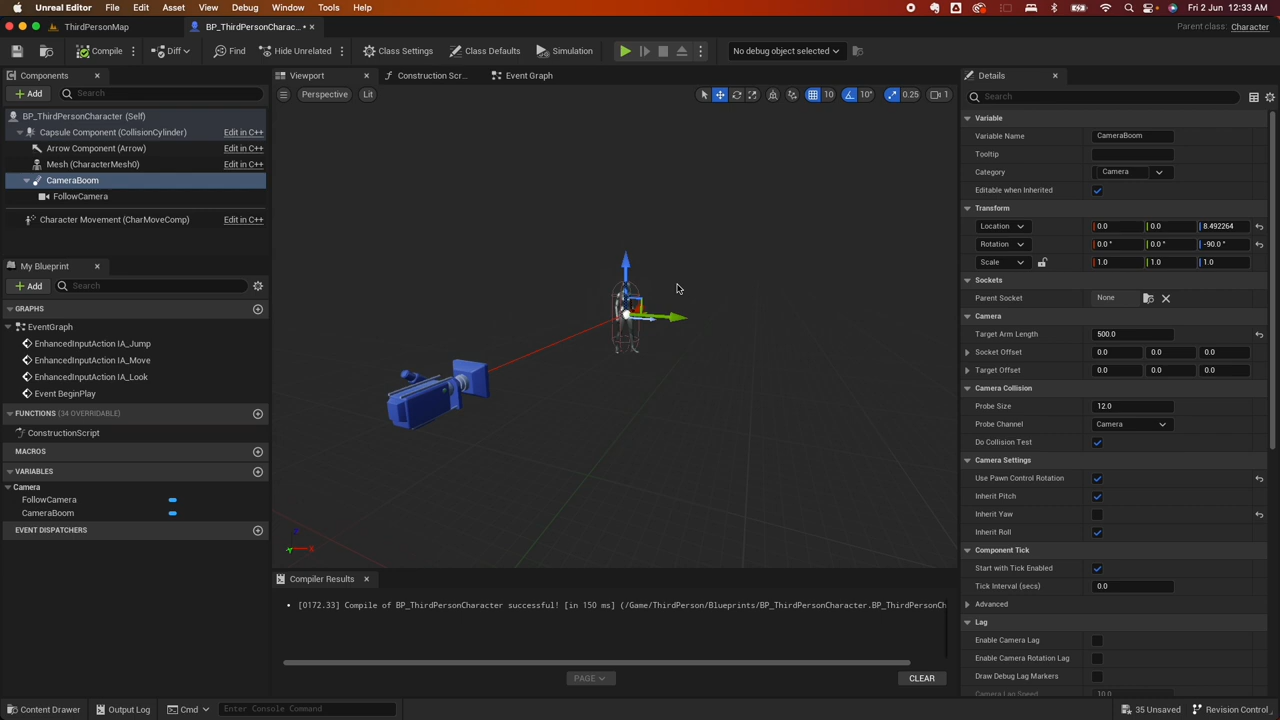 Unreal Engine File Edit Asset View Debug Window Tools Help Fri 2 Jun 12:33 AM
ThirdPersonMap BP_ThirdPersonCharac... Parent class: Character
Compile Diff Find Hide Unrelated Class Settings Class Defaults Simulation No debug object selected
Components
Add Search
BP_ThirdPersonCharacter (Self)
Capsule Component (CollisionCylinder) Edit in C++
Arrow Component (Arrow) Edit in C++
Mesh (CharacterMesh0) Edit in C++
CameraBoom
FollowCamera
Character Movement (CharMoveComp) Edit in C++
My Blueprint
Add Search
GRAPHS
EventGraph
EnhancedInputAction IA_Jump
EnhancedInputAction IA_Move
EnhancedInputAction IA_Look
Event BeginPlay
FUNCTIONS (34 OVERRIDABLE)
ConstructionScript
MACROS
VARIABLES
Camera
FollowCamera
CameraBoom
EVENT DISPATCHERS
Viewport Construction Scr... Event Graph
Perspective Lit 10 10° 0.25 1
Z
X
Y
Compiler Results
[0172.33] Compile of BP_ThirdPersonCharacter successful! [in 150 ms] (/Game/ThirdPerson/Blueprints/BP_ThirdPersonCharacter.BP_ThirdPersonCh
PAGE CLEAR
Details
Search
Variable
Variable Name CameraBoom
Tooltip
Category Camera
Editable when Inherited
Transform
Location 0.0 0.0 8.492264
Rotation 0.0 ° 0.0 ° -90.0 °
Scale 1.0 1.0 1.0
Sockets
Parent Socket None
Camera
Target Arm Length 500.0
Socket Offset 0.0 0.0 0.0
Target Offset 0.0 0.0 0.0
Camera Collision
Probe Size 12.0
Probe Channel Camera
Do Collision Test
Camera Settings
Use Pawn Control Rotation
Inherit Pitch
Inherit Yaw
Inherit Roll
Component Tick
Start with Tick Enabled
Tick Interval (secs) 0.0
Advanced
Lag
Enable Camera Lag
Enable Camera Rotation Lag
Draw Debug Lag Markers
Camera Lag Speed 10.0
Content Drawer Output Log Cmd Enter Console Command 35 Unsaved Revision Control